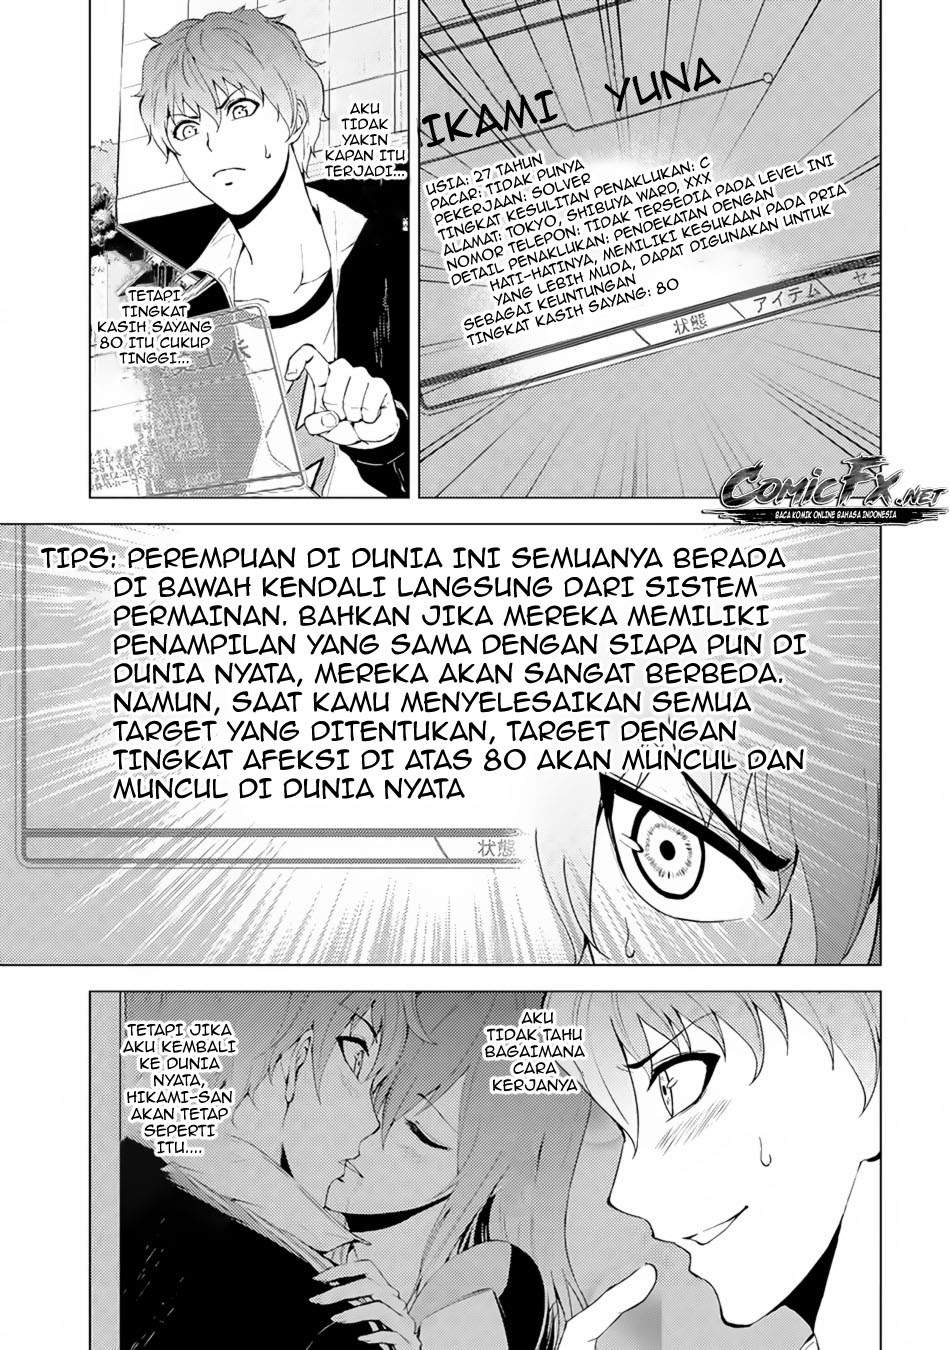 HIKAMI YUNA
USIA: 27 TAHUN
PACAR: TIDAK PUNYA
PEKERJAAN: SOLVER
TINGKAT KESULITAN PENAKLUKAN: C
ALAMAT: TOKYO, SHIBUYA WARD, XXX
NOMOR TELEPON: TIDAK TERSEDIA PADA LEVEL INI
DETAIL PENAKLUKAN: PENDEKATAN DENGAN
HATI-HATINYA, MEMILIKI KESUKAAN PADA PRIA
YANG LEBIH MUDA, DAPAT DIGUNAKAN UNTUK
SEBAGAI KEUNTUNGAN
TINGKAT KASIH SAYANG: 80
状態 アイテム セー
AKU
TIDAK
YAKIN
KAPAN ITU
TERJADI...
TETAPI
TINGKAT
KASIH SAYANG
80 ITU CUKUP
TINGGI...
COMICFX.NET
BACA KOMIK ONLINE BAHASA INDONESIA
TIPS: PEREMPUAN DI DUNIA INI SEMUANYA BERADA
DI BAWAH KENDALI LANGSUNG DARI SISTEM
PERMAINAN. BAHKAN JIKA MEREKA MEMILIKI
PENAMPILAN YANG SAMA DENGAN SIAPA PUN DI
DUNIA NYATA, MEREKA AKAN SANGAT BERBEDA.
NAMUN, SAAT KAMU MENYELESAIKAN SEMUA
TARGET YANG DITENTUKAN, TARGET DENGAN
TINGKAT AFEKSI DI ATAS 80 AKAN MUNCUL DAN
MUNCUL DI DUNIA NYATA
状態
AKU
TIDAK TAHU
BAGAIMANA
CARA
KERJANYA
TETAPI JIKA
AKU KEMBALI
KE DUNIA
NYATA,
HIKAMI-SAN
AKAN TETAP
SEPERTI
ITU....